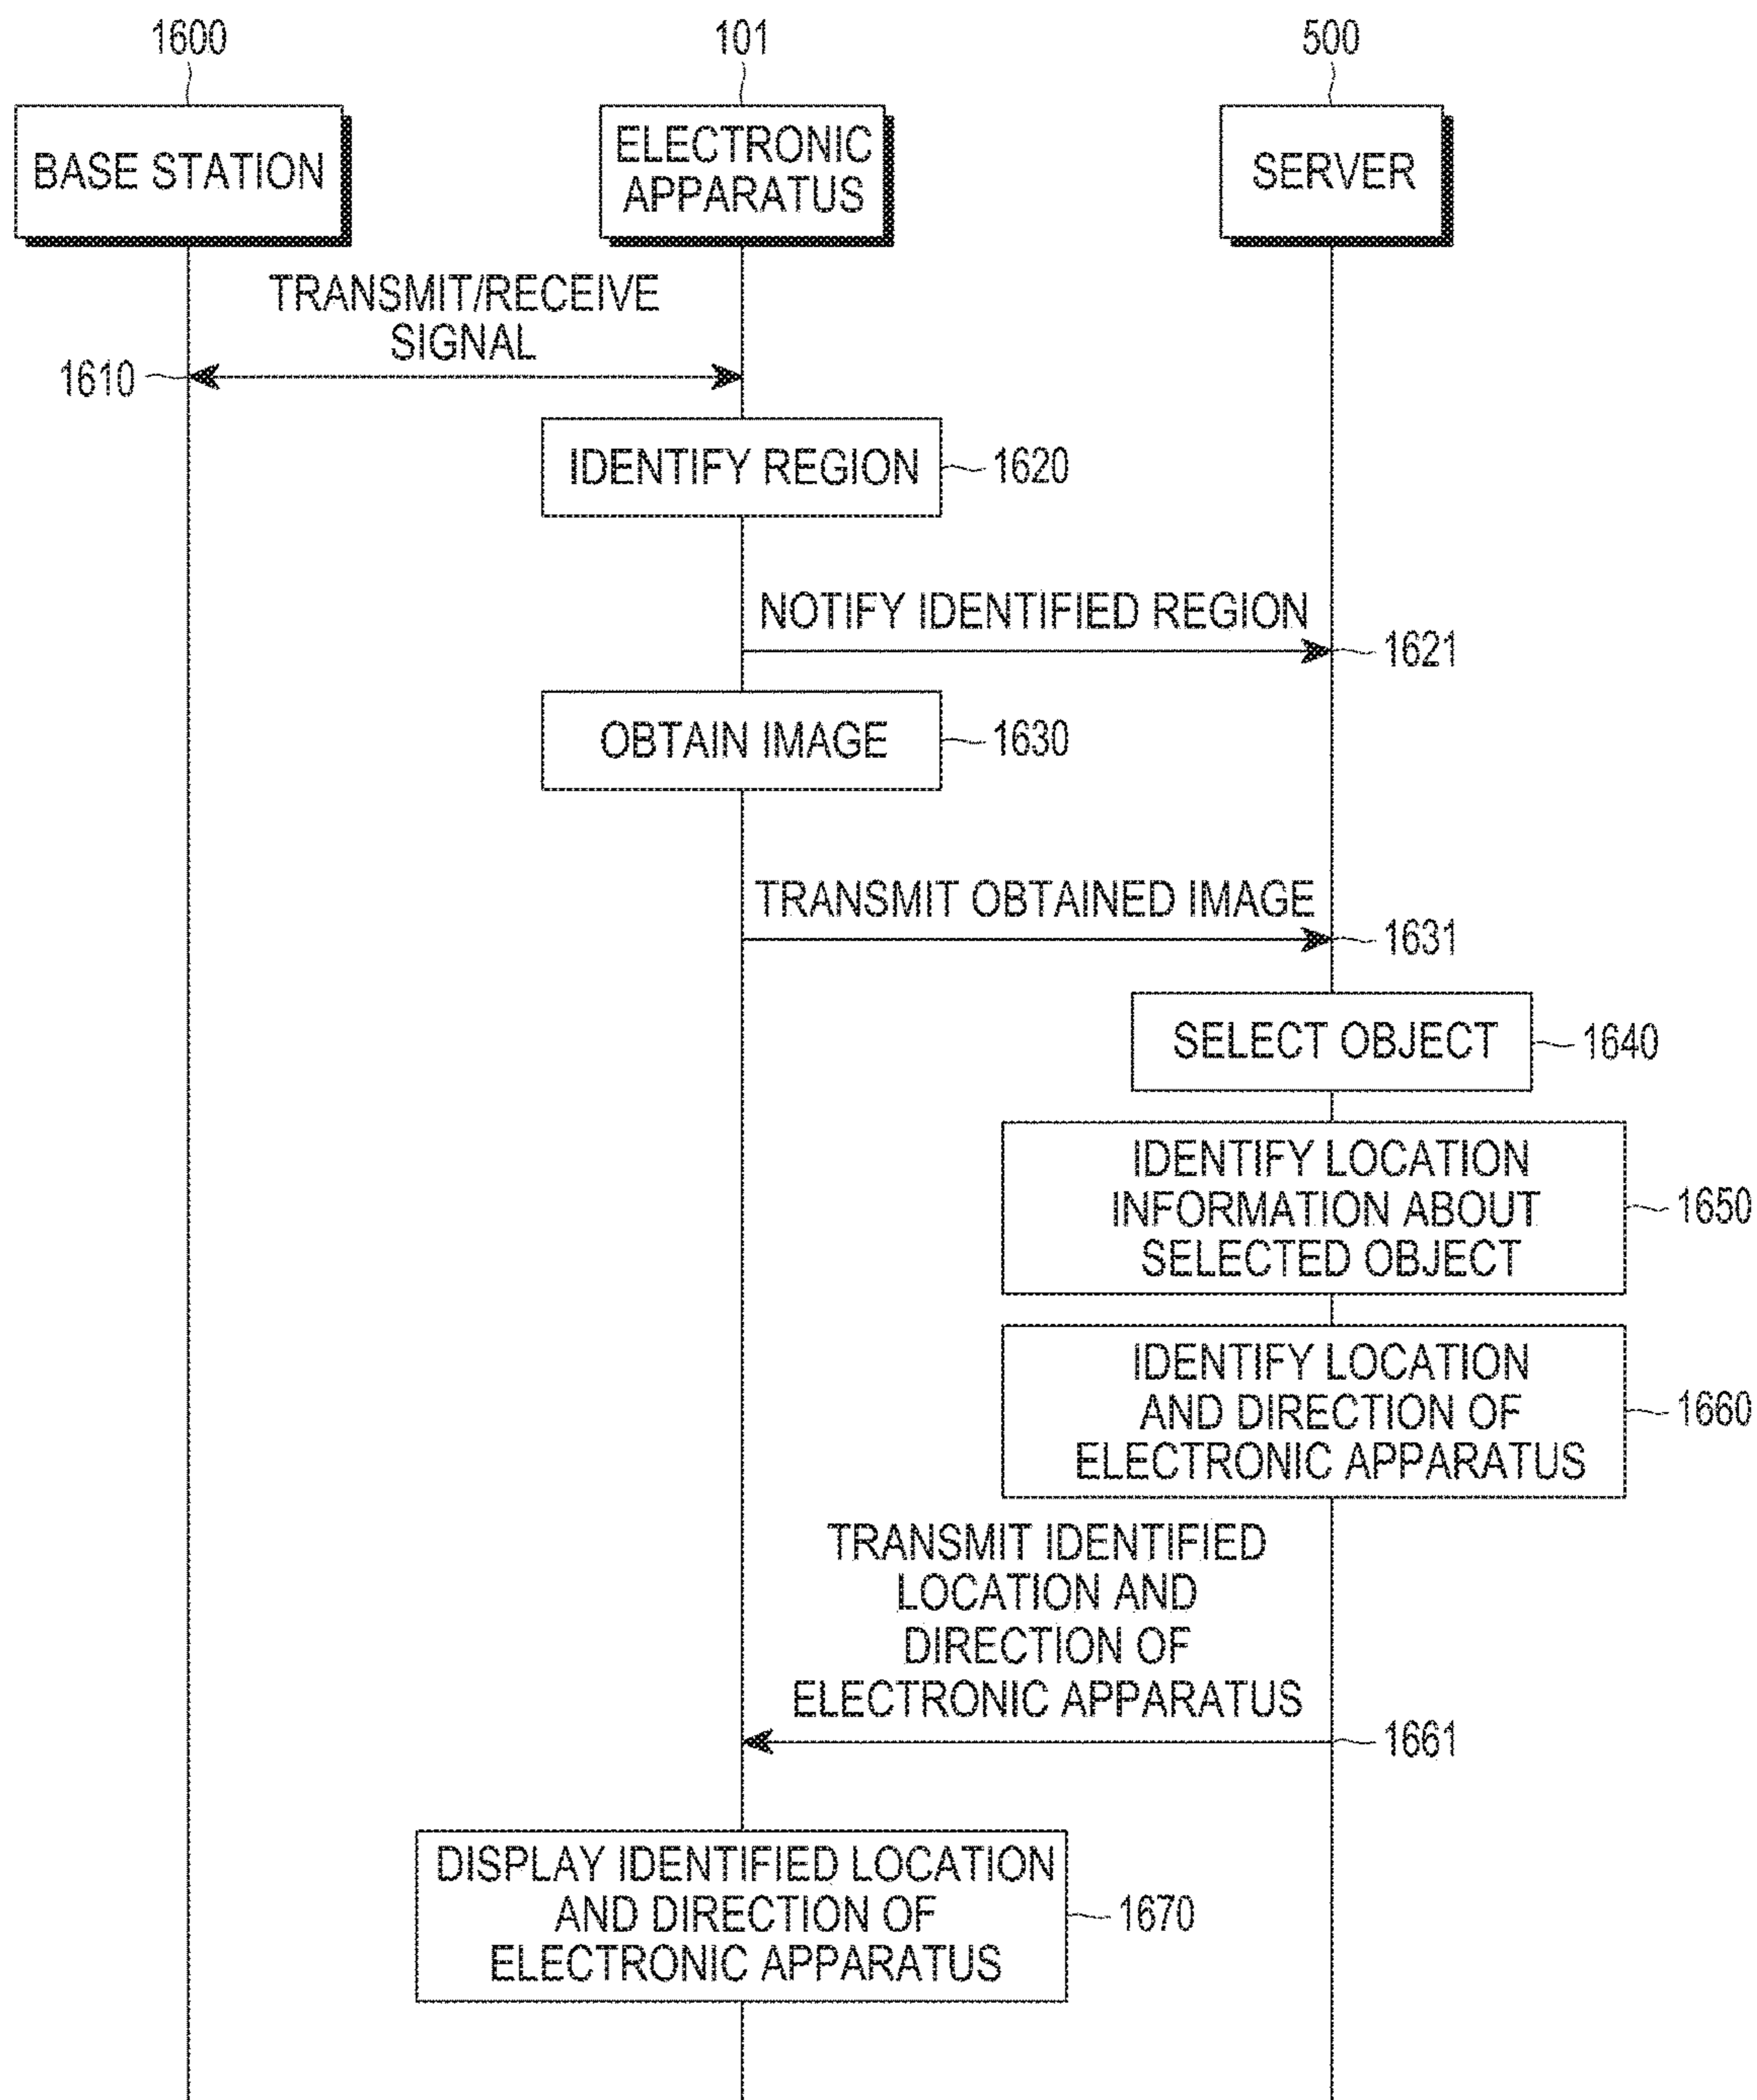 1600
101
500
BASE STATION
ELECTRONIC
APPARATUS
SERVER
TRANSMIT/RECEIVE
SIGNAL
1610
IDENTIFY REGION
1620
NOTIFY IDENTIFIED REGION
1621
OBTAIN IMAGE
1630
TRANSMIT OBTAINED IMAGE
1631
SELECT OBJECT
1640
IDENTIFY LOCATION
INFORMATION ABOUT
SELECTED OBJECT
1650
IDENTIFY LOCATION
AND DIRECTION OF
ELECTRONIC APPARATUS
1660
TRANSMIT IDENTIFIED
LOCATION AND
DIRECTION OF
ELECTRONIC APPARATUS
1661
DISPLAY IDENTIFIED LOCATION
AND DIRECTION OF
ELECTRONIC APPARATUS
1670